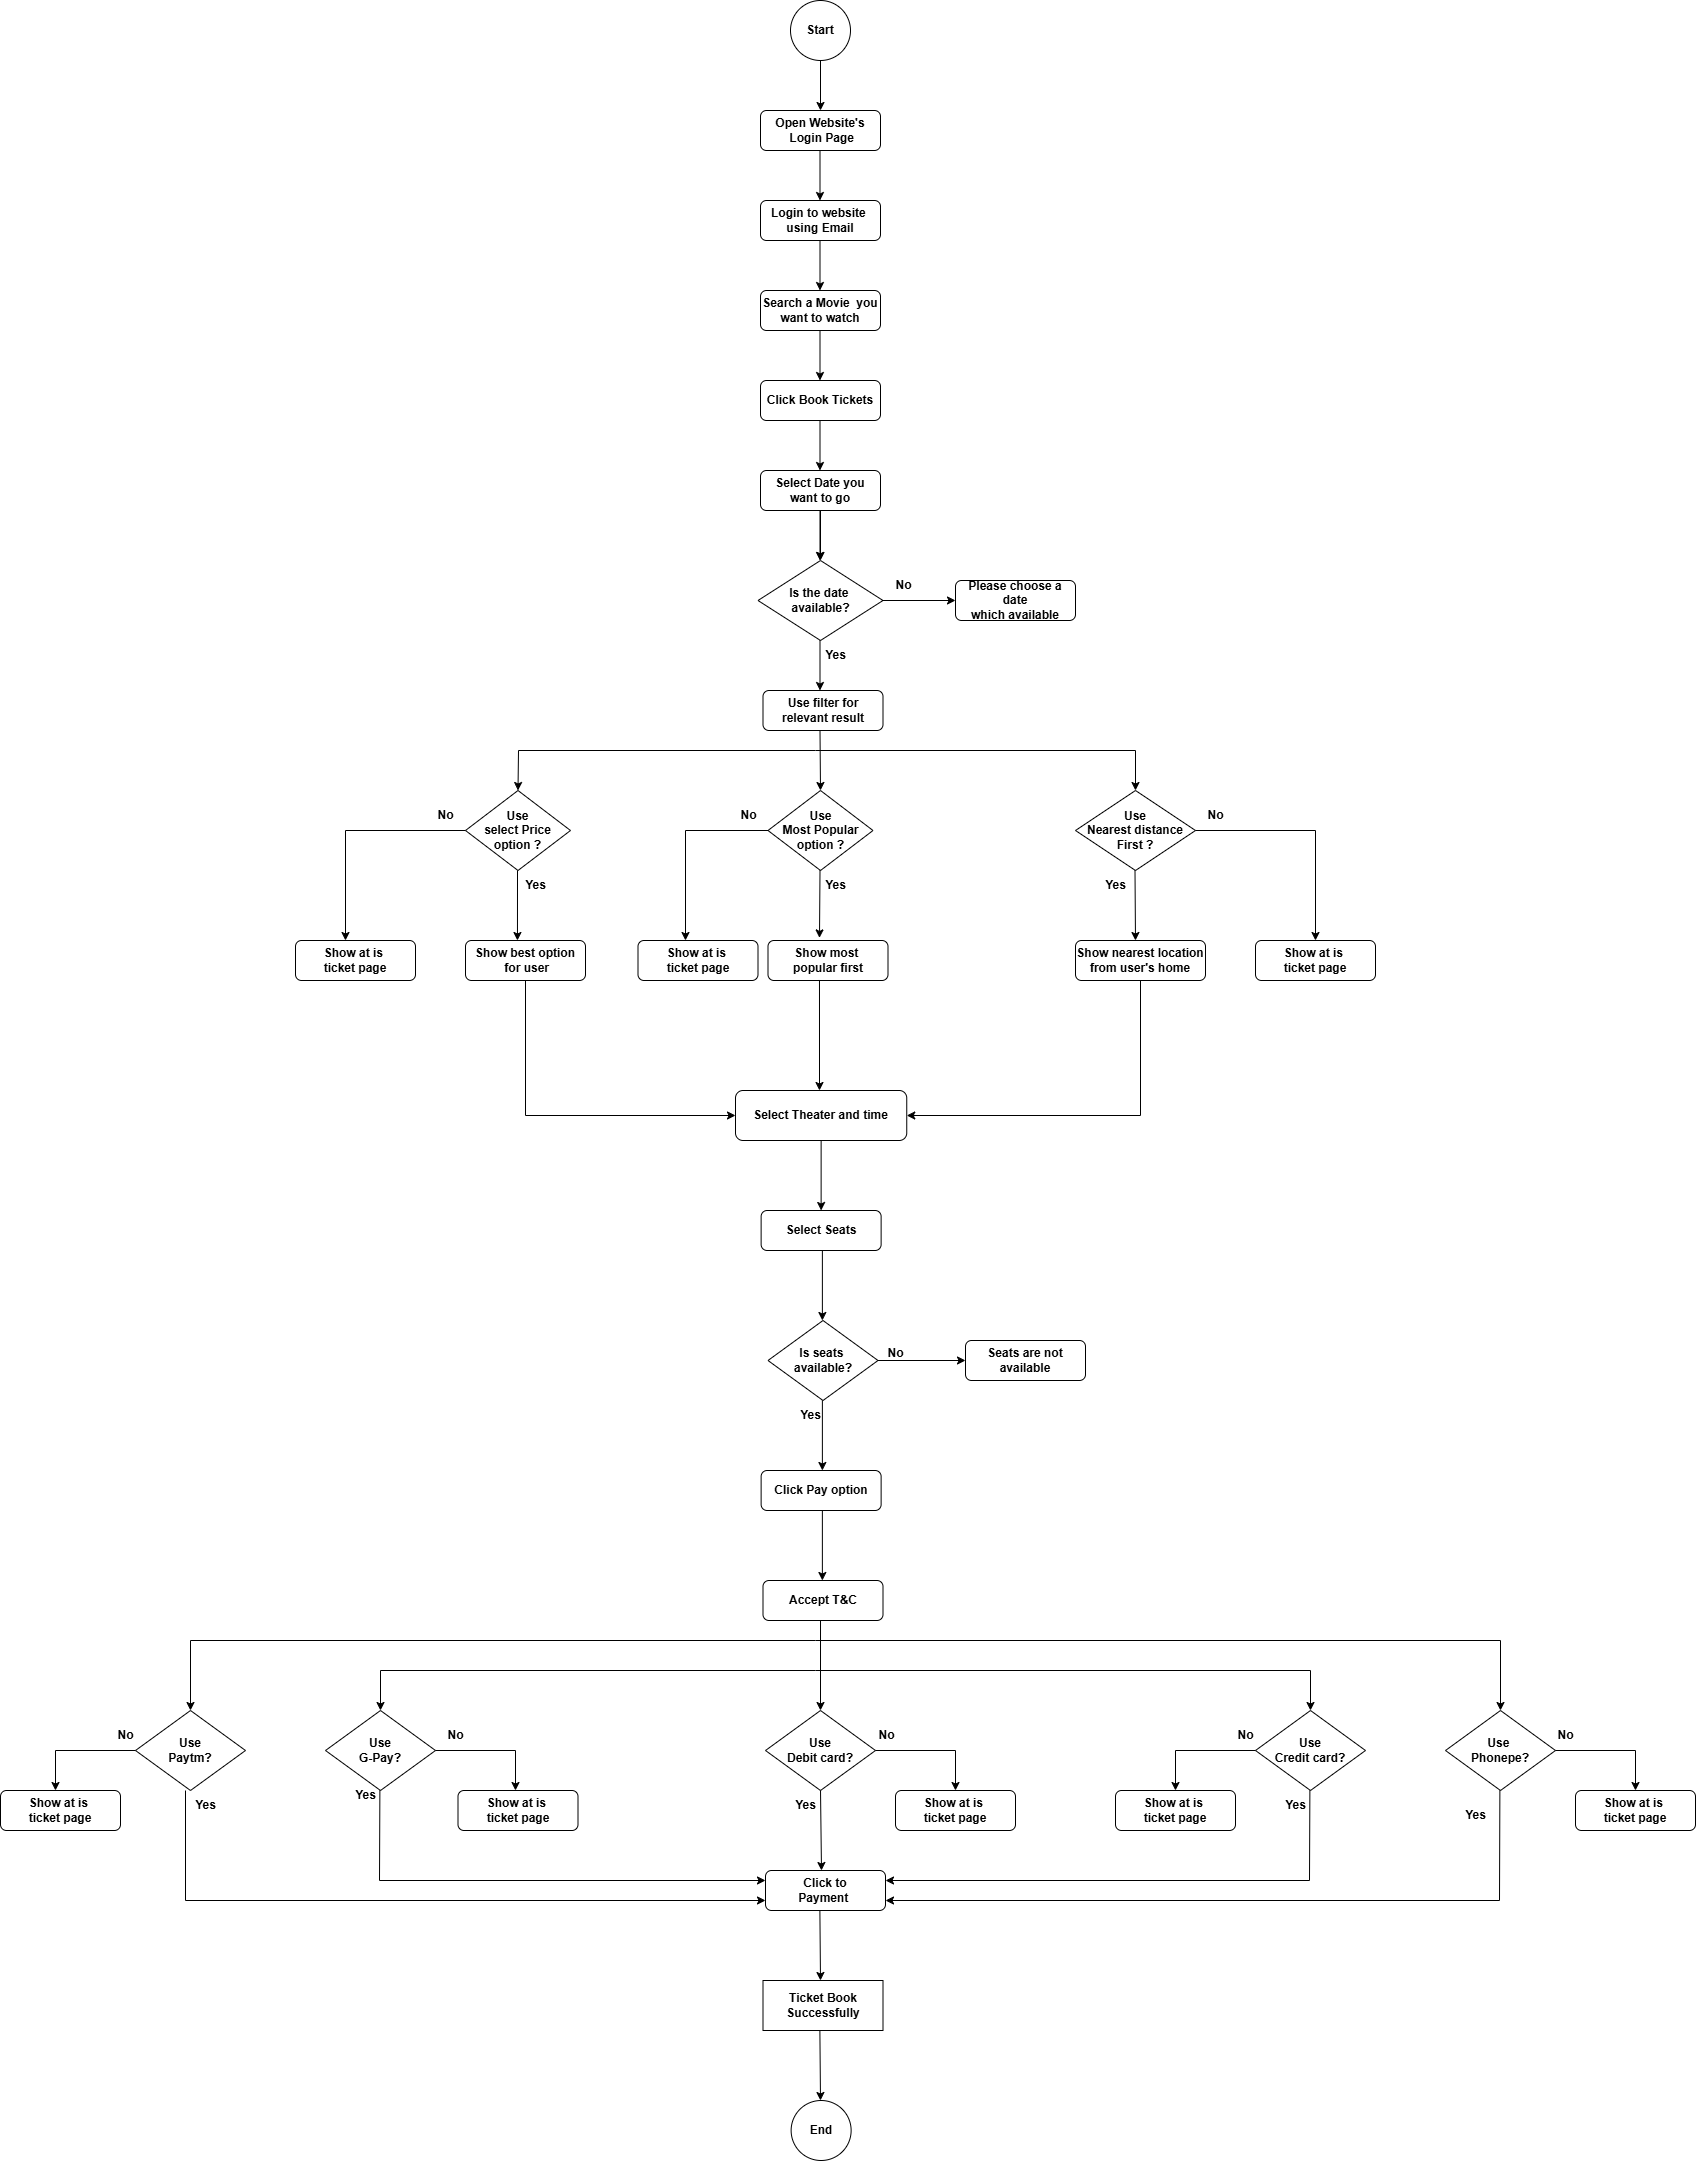 Start
Open Website's
Login Page
Login to website
using Email
Search a Movie  you
want to watch
Click Book Tickets
Select Date you
want to go
Is the date
available?
No
Please choose a
date
which available
Yes
Use filter for
relevant result
No
Use
select Price
option ?
No
Use
Most Popular
option ?
Use
Nearest distance
First ?
No
Yes
Yes
Yes
Show at is
ticket page
Show best option
for user
Show at is
ticket page
Show most
popular first
Show nearest location
from user's home
Show at is
ticket page
Select Theater and time
Select Seats
Is seats
available?
No
Seats are not
available
Yes
Click Pay option
Accept T&C
No
Use
Paytm?
Use
G-Pay?
No
Use
Debit card?
No
No
Use
Credit card?
Use
Phonepe?
No
Show at is
ticket page
Yes
Yes
Show at is
ticket page
Yes
Show at is
ticket page
Show at is
ticket page
Yes
Yes
Show at is
ticket page
Click to
Payment
Ticket Book
Successfully
End